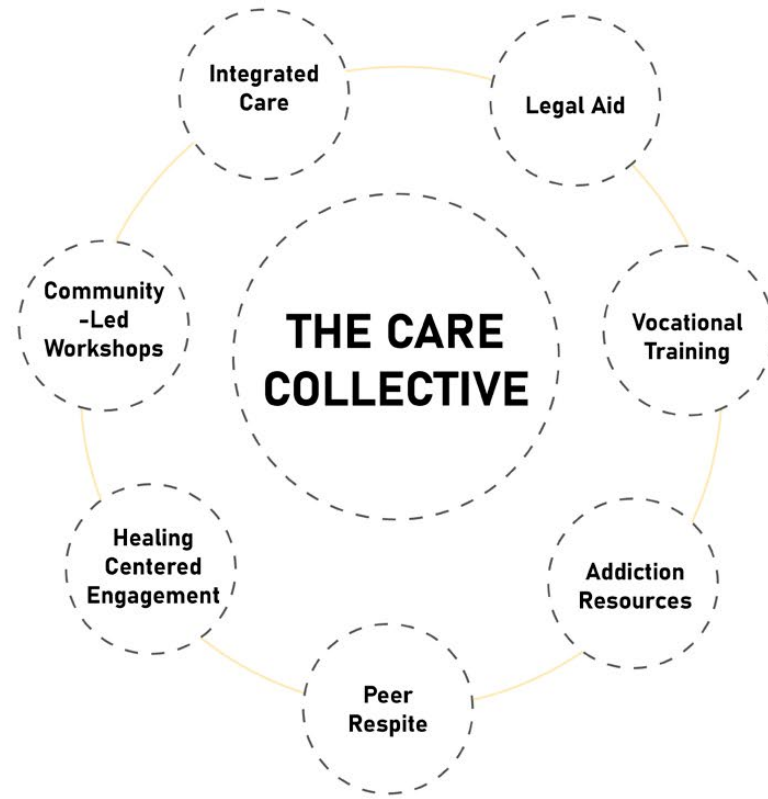 Integrated
Care
Legal Aid
THE CARE
COLLECTIVE
Community
-Led
Workshops
Vocational
Training
Healing
Centered
Engagement
Addiction
Resources
Peer
Respite